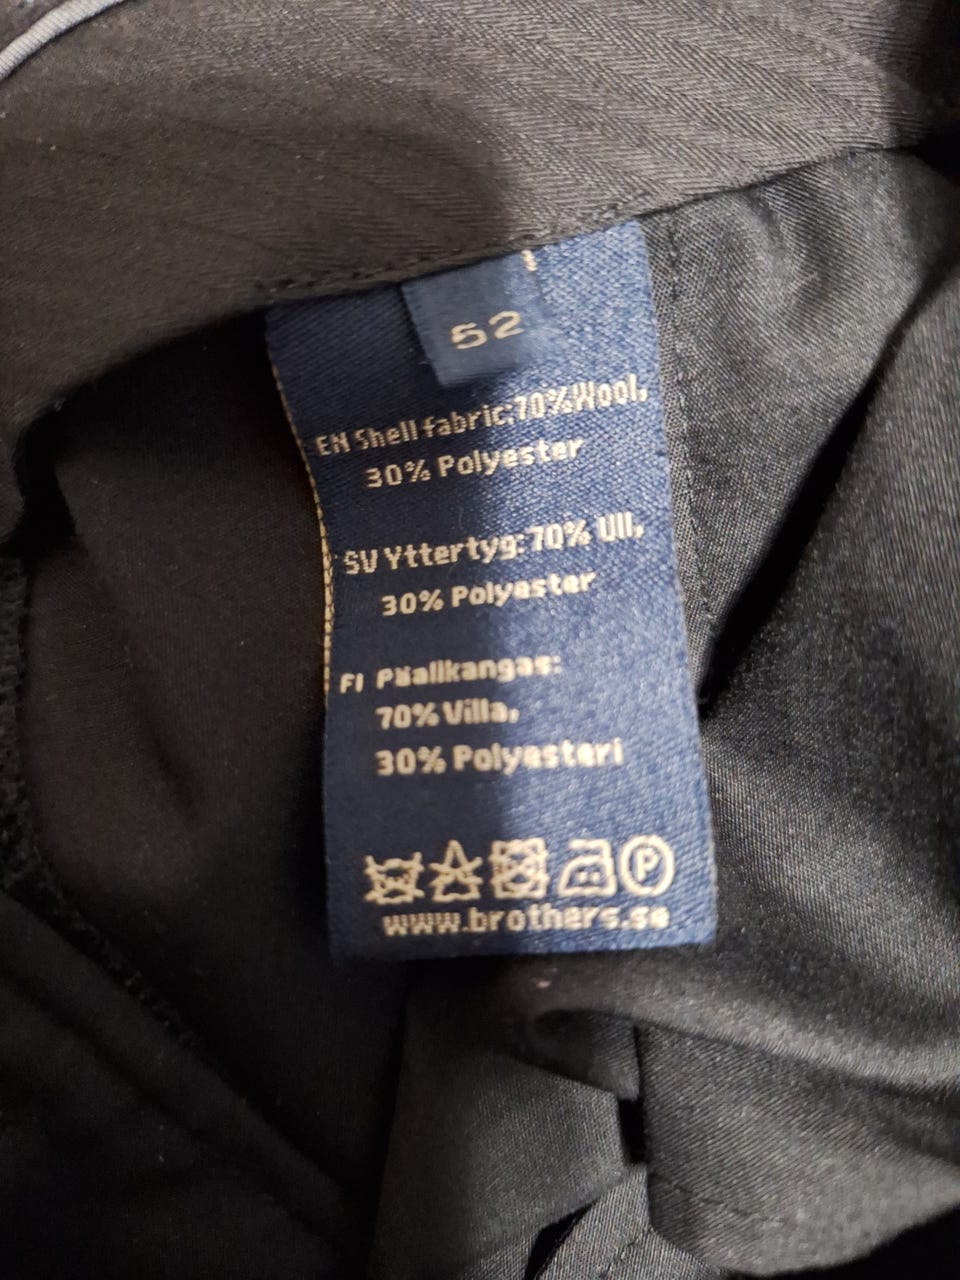 52
EN Shell fabric:70%Wool,
30% Polyester
SV Yttertyg:70% Ull,
30% Polyester
FI Päallkangas:
70% Villa,
30% Polyesteri
P
www.brothers.se